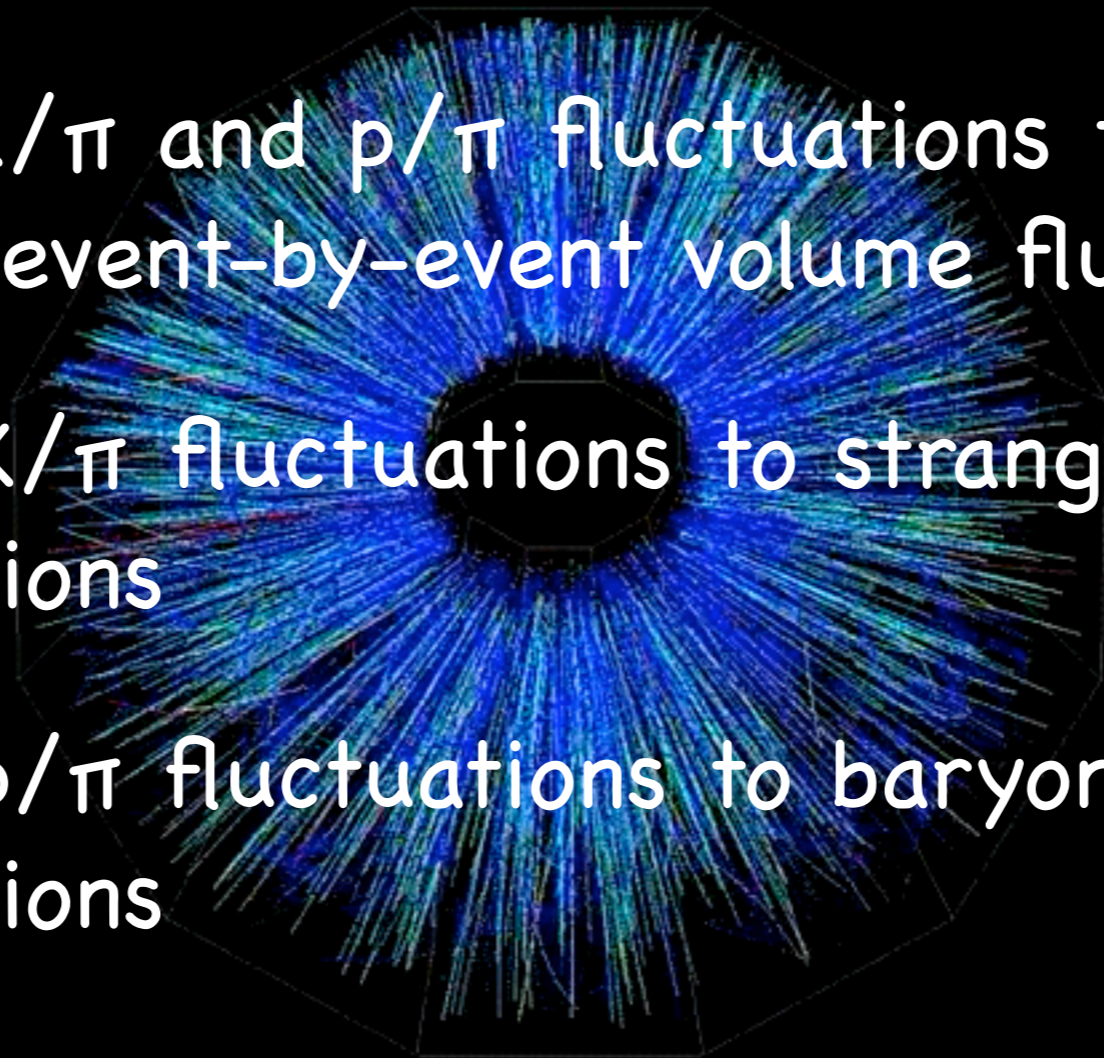 /π and p/π fluctuations
event-by-event volume flu
K/π fluctuations to strang
ions
p/π fluctuations to baryon
ions